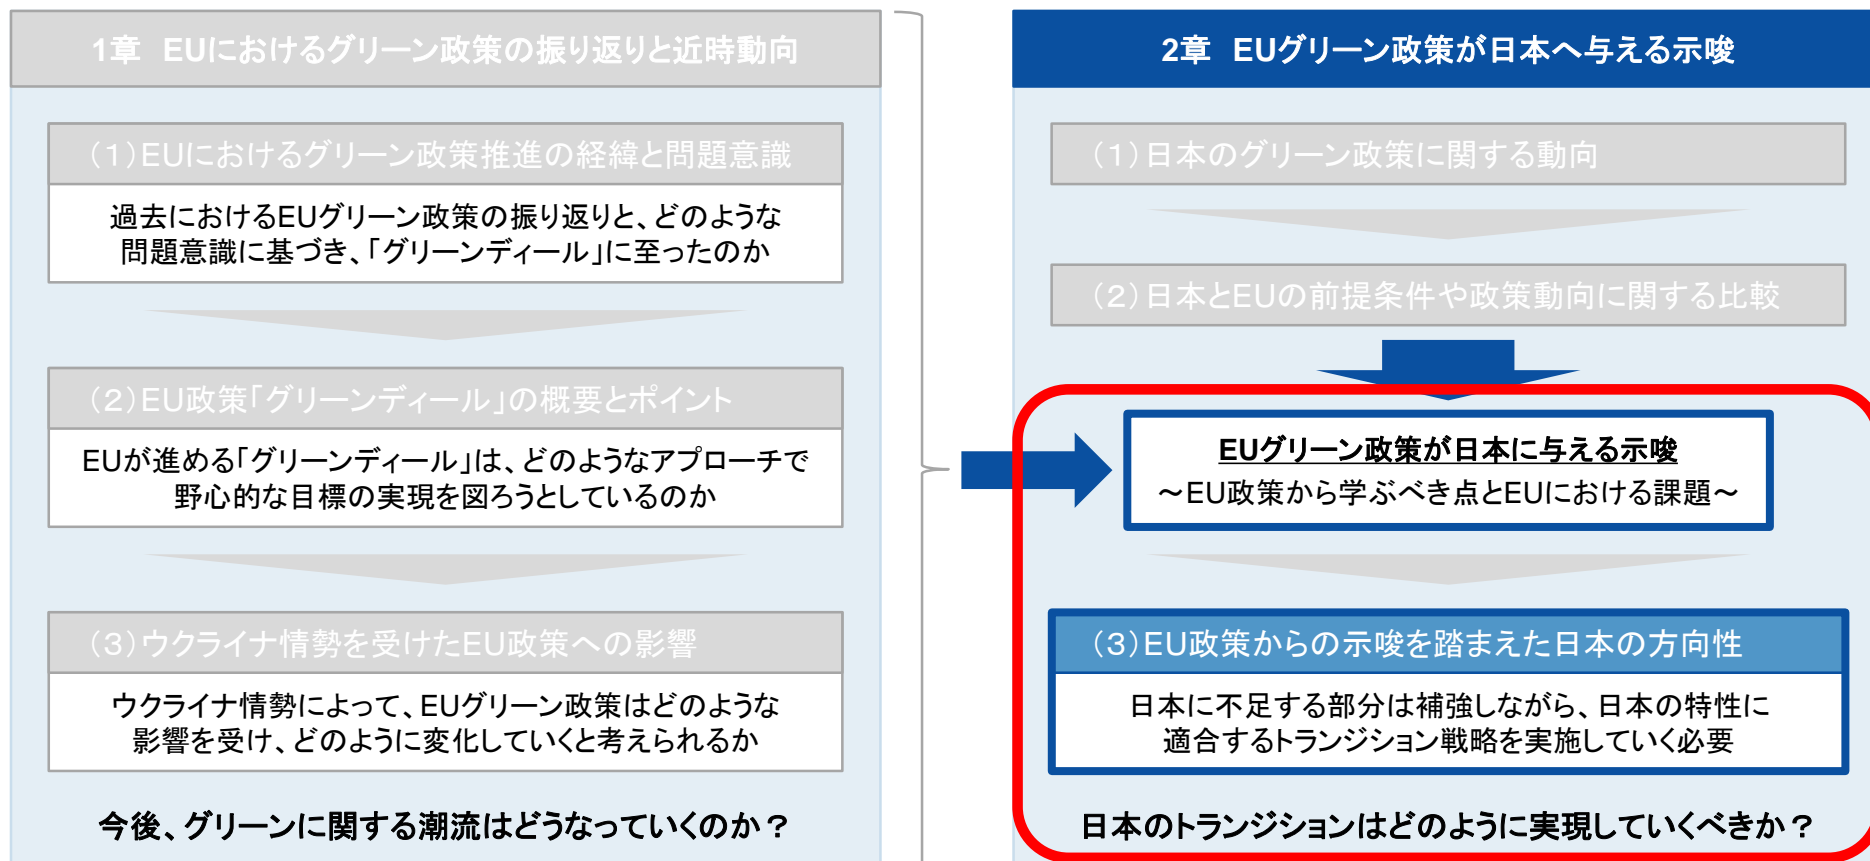 1章 EUにおけるグリーン政策の振り返りと近時動向
(1)EUにおけるグリーン政策推進の経緯と問題意識
過去におけるEUグリーン政策の振り返りと、どのような
問題意識に基づき、「グリーンディール」に至ったのか
(2)EU政策「グリーンディール」の概要とポイント
EUが進める「グリーンディール」は、どのようなアプローチで
野心的な目標の実現を図ろうとしているのか
(3)ウクライナ情勢を受けたEU政策への影響
ウクライナ情勢によって、EUグリーン政策はどのような
影響を受け、どのように変化していくと考えられるか
今後、グリーンに関する潮流はどうなっていくのか？
2章 EUグリーン政策が日本へ与える示唆
(1)日本のグリーン政策に関する動向
(2)日本とEUの前提条件や政策動向に関する比較
EUグリーン政策が日本に与える示唆
～EU政策から学ぶべき点とEUにおける課題～
(3)EU政策からの示唆を踏まえた日本の方向性
日本に不足する部分は補強しながら、日本の特性に
適合するトランジション戦略を実施していく必要
日本のトランジションはどのように実現していくべきか？